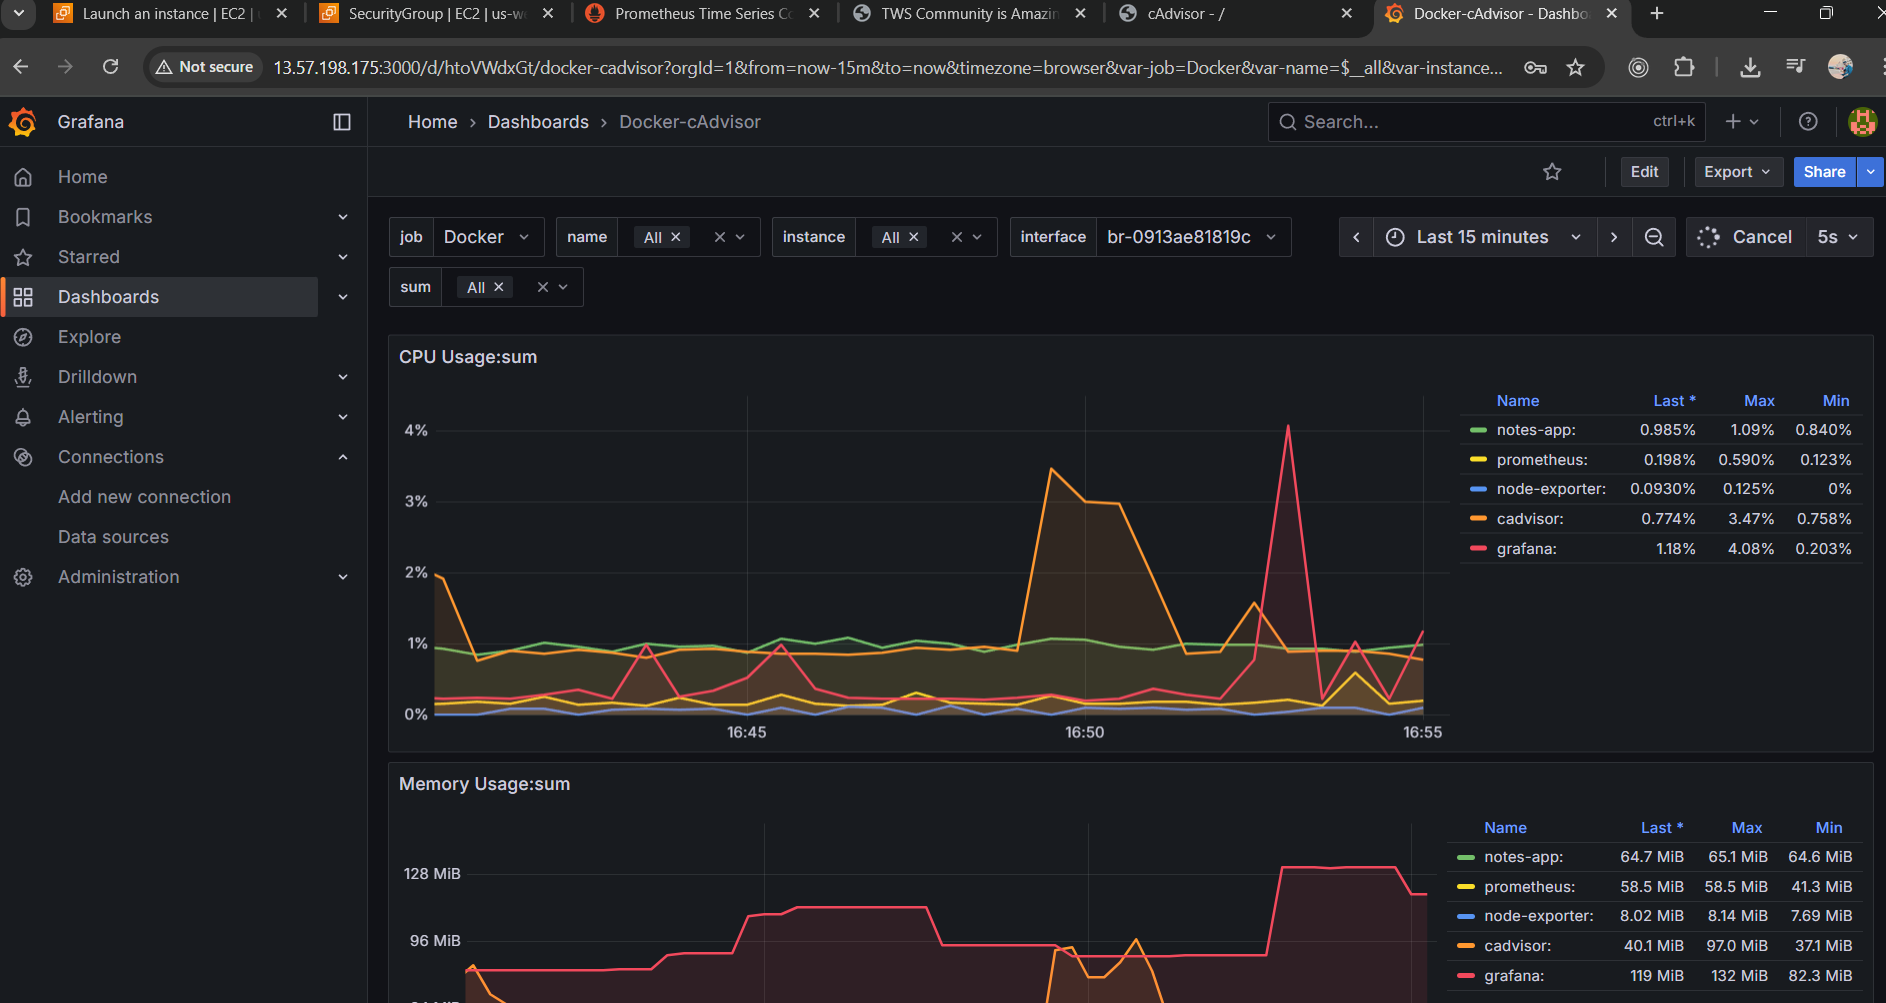 Launch an instance | EC2 |
SecurityGroup | EC2 | us-w
Prometheus Time Series Co
TWS Community is Amazin
cAdvisor - /
Docker-cAdvisor - Dashbo
Not secure
13.57.198.175:3000/d/htoVWdxGt/docker-cadvisor?orgId=1&from=now-15m&to=now&timezone=browser&var-job=Docker&var-name=$__all&var-instance...
Grafana
Home › Dashboards › Docker-cAdvisor
Search...
ctrl+k
Edit
Export
Share
Home
Bookmarks
Starred
Dashboards
Explore
Drilldown
Alerting
Connections
Add new connection
Data sources
Administration
job Docker
name All
instance All
interface br-0913ae81819c
Last 15 minutes
Cancel
5s
sum All
CPU Usage:sum
4%
3%
2%
1%
0%
16:45 16:50 16:55
Name Last * Max Min
notes-app: 0.985% 1.09% 0.840%
prometheus: 0.198% 0.590% 0.123%
node-exporter: 0.0930% 0.125% 0%
cadvisor: 0.774% 3.47% 0.758%
grafana: 1.18% 4.08% 0.203%
Memory Usage:sum
128 MiB
96 MiB
Name Last * Max Min
notes-app: 64.7 MiB 65.1 MiB 64.6 MiB
prometheus: 58.5 MiB 58.5 MiB 41.3 MiB
node-exporter: 8.02 MiB 8.14 MiB 7.69 MiB
cadvisor: 40.1 MiB 97.0 MiB 37.1 MiB
grafana: 119 MiB 132 MiB 82.3 MiB